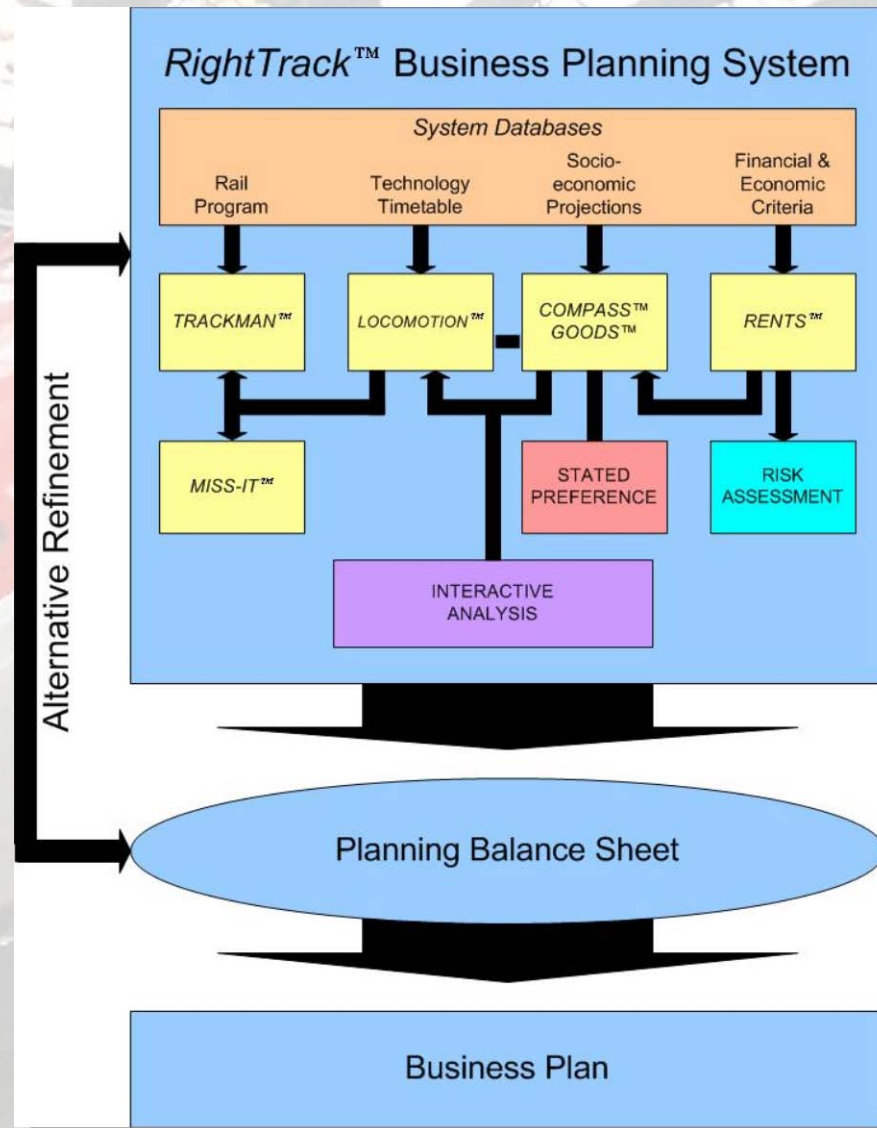 RightTrack™ Business Planning System
System Databases
Rail
Program
Technology
Timetable
Socio-
economic
Projections
Financial &
Economic
Criteria
TRACKMAN™
LOCOMOTION™
COMPASS™
GOODS™
RENTS™
MISS-IT™
STATED
PREFERENCE
RISK
ASSESSMENT
INTERACTIVE
ANALYSIS
Alternative Refinement
Planning Balance Sheet
Business Plan